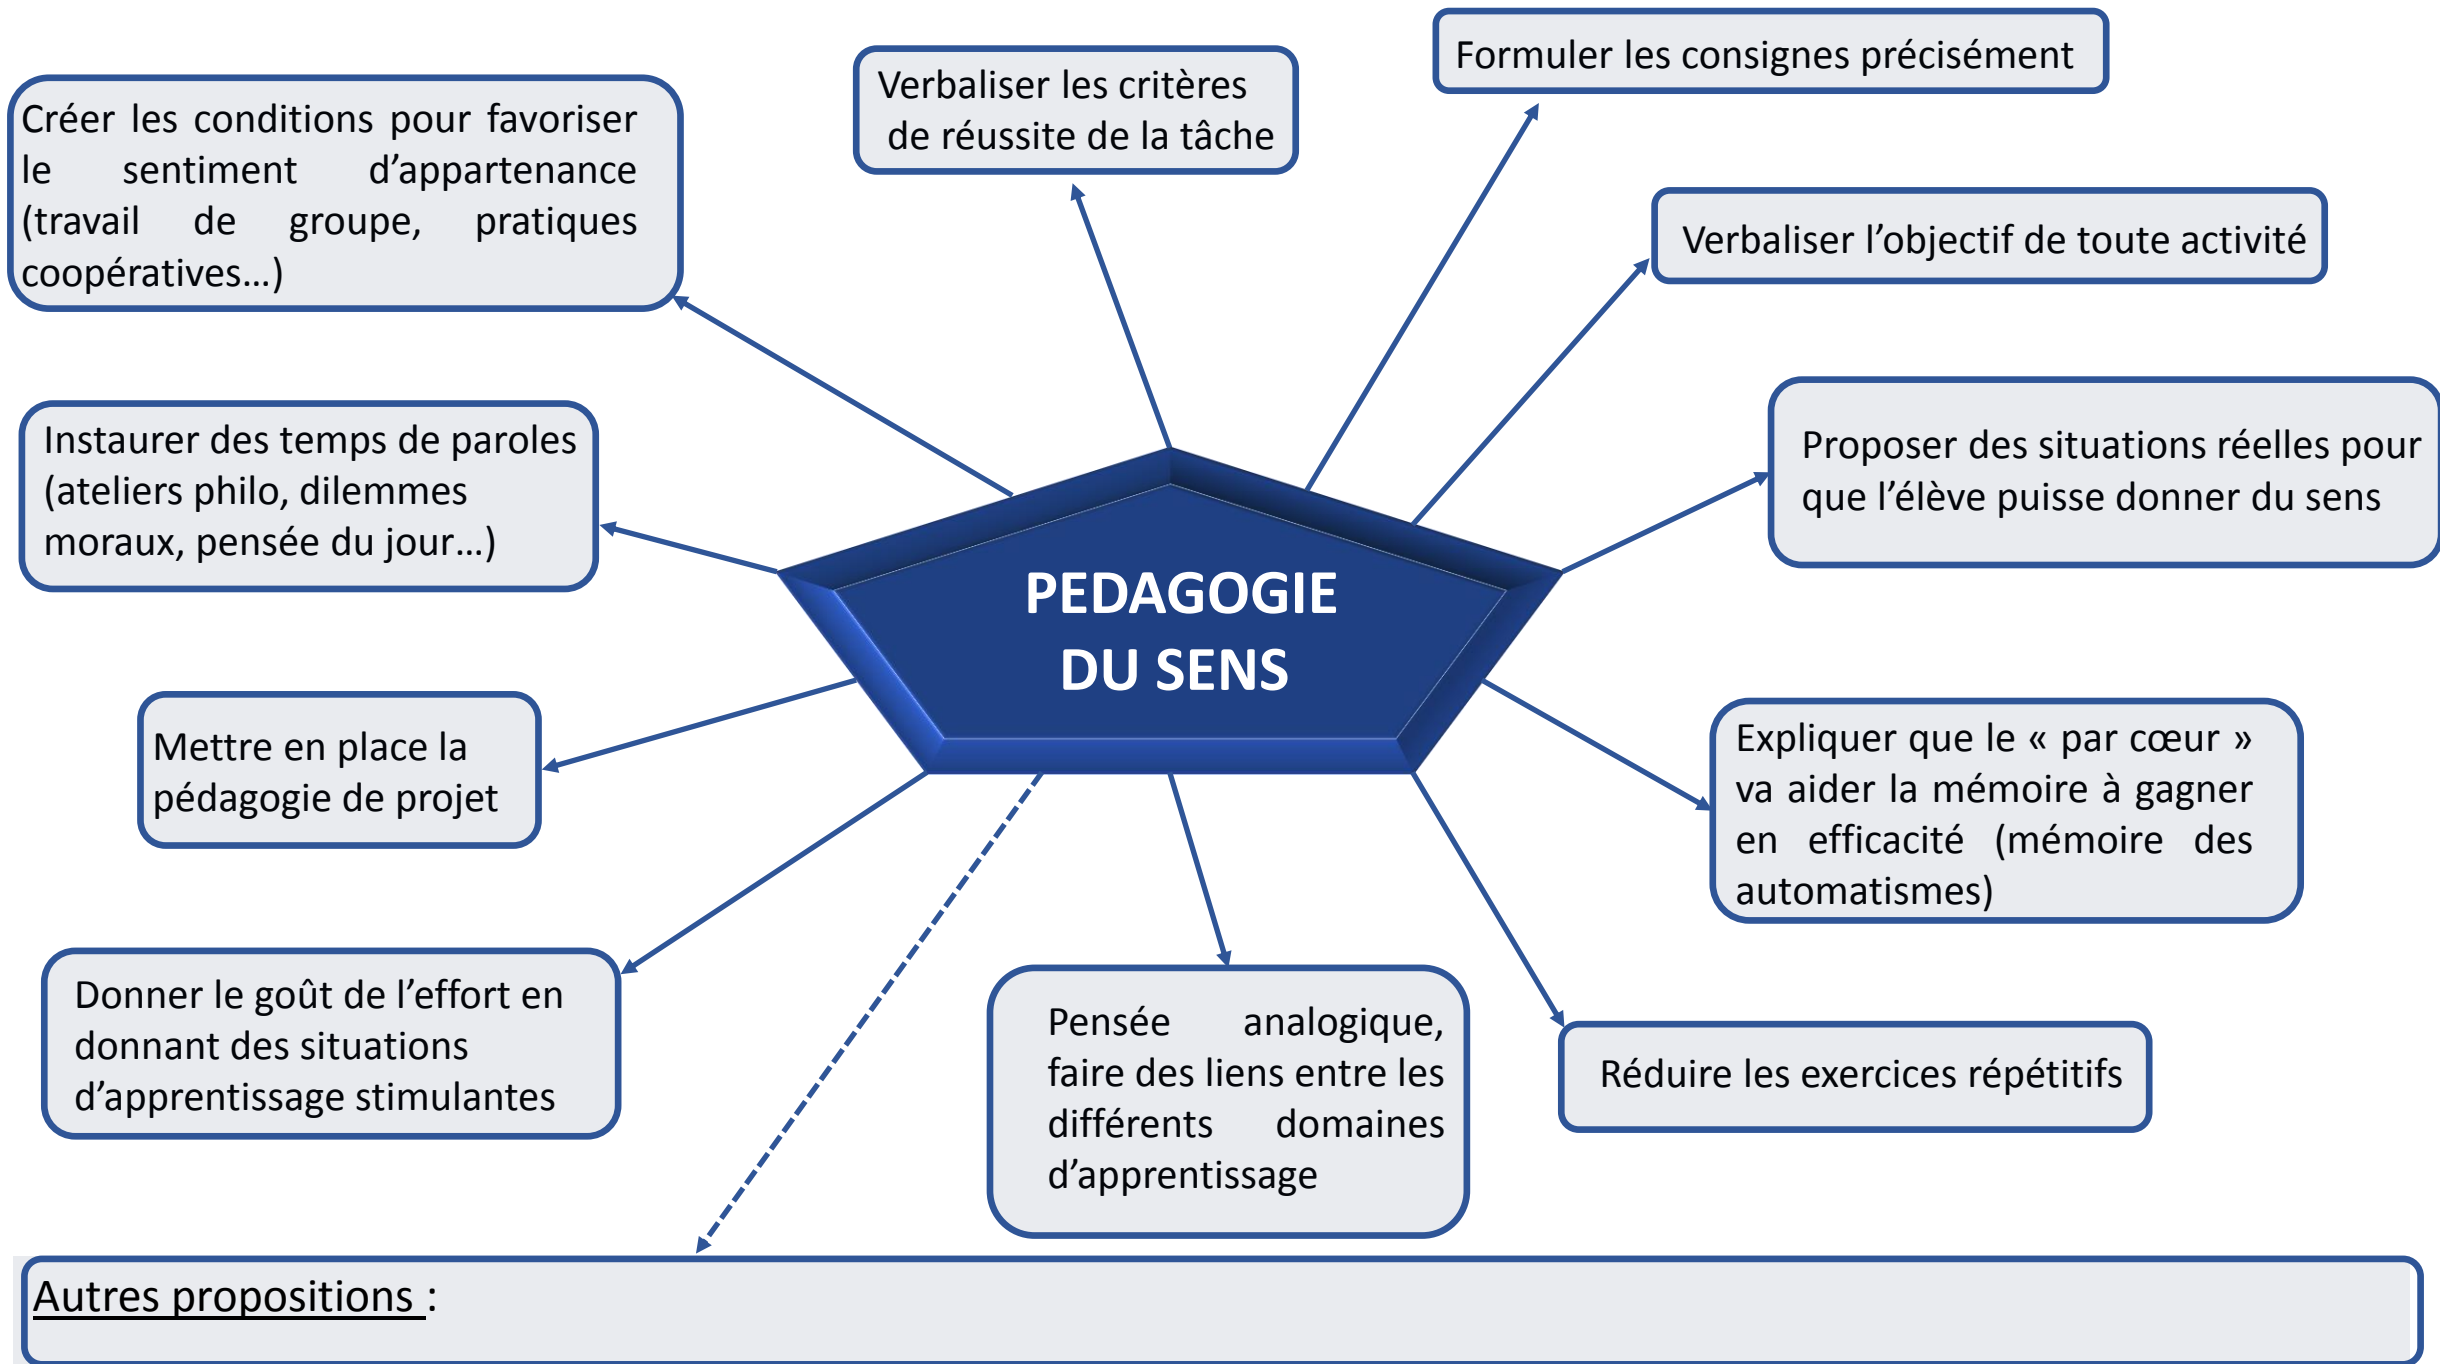 Formuler les consignes précisément
Verbaliser les critères
de réussite de la tâche
Créer les conditions pour favoriser
le sentiment d’appartenance
(travail de groupe, pratiques
coopératives…)
Verbaliser l’objectif de toute activité
Instaurer des temps de paroles
(ateliers philo, dilemmes
moraux, pensée du jour…)
Proposer des situations réelles pour
que l’élève puisse donner du sens
PEDAGOGIE
DU SENS
Mettre en place la
pédagogie de projet
Expliquer que le « par cœur »
va aider la mémoire à gagner
en efficacité (mémoire des
automatismes)
Donner le goût de l’effort en
donnant des situations
d’apprentissage stimulantes
Pensée analogique,
faire des liens entre les
différents domaines
d’apprentissage
Réduire les exercices répétitifs
Autres propositions :